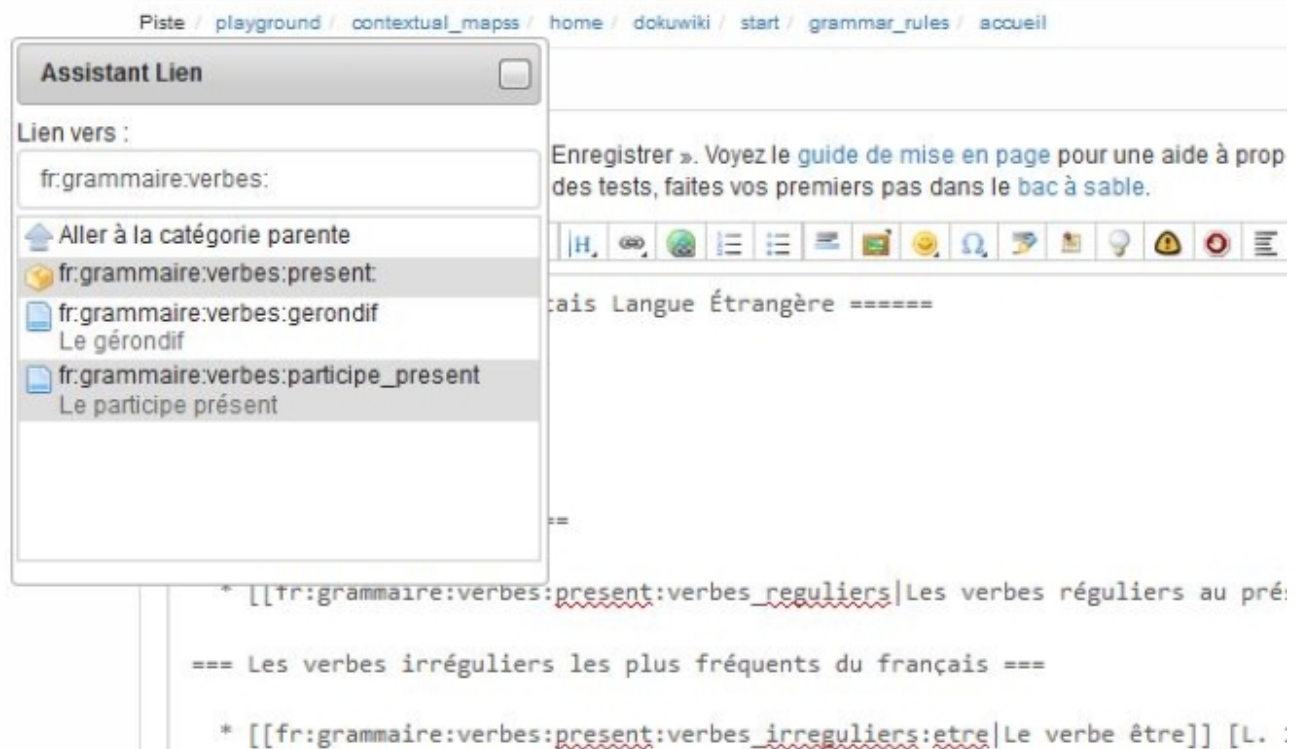 Piste / playground / contextual_mapss / home / dokuwiki / start / grammar_rules / accueil
Assistant Lien
Lien vers :
fr:grammaire:verbes:
Aller à la catégorie parente
fr:grammaire:verbes:present:
fr:grammaire:verbes:gerondif
Le gérondif
fr:grammaire:verbes:participe_present
Le participe présent
Enregistrer ». Voyez le guide de mise en page pour une aide à prop
des tests, faites vos premiers pas dans le bac à sable.
tais Langue Étrangère ======
==
* [[fr:grammaire:verbes:present:verbes_reguliers|Les verbes réguliers au pré
=== Les verbes irréguliers les plus fréquents du français ===
* [[fr:grammaire:verbes:present:verbes_irreguliers:etre|Le verbe être]] [L.